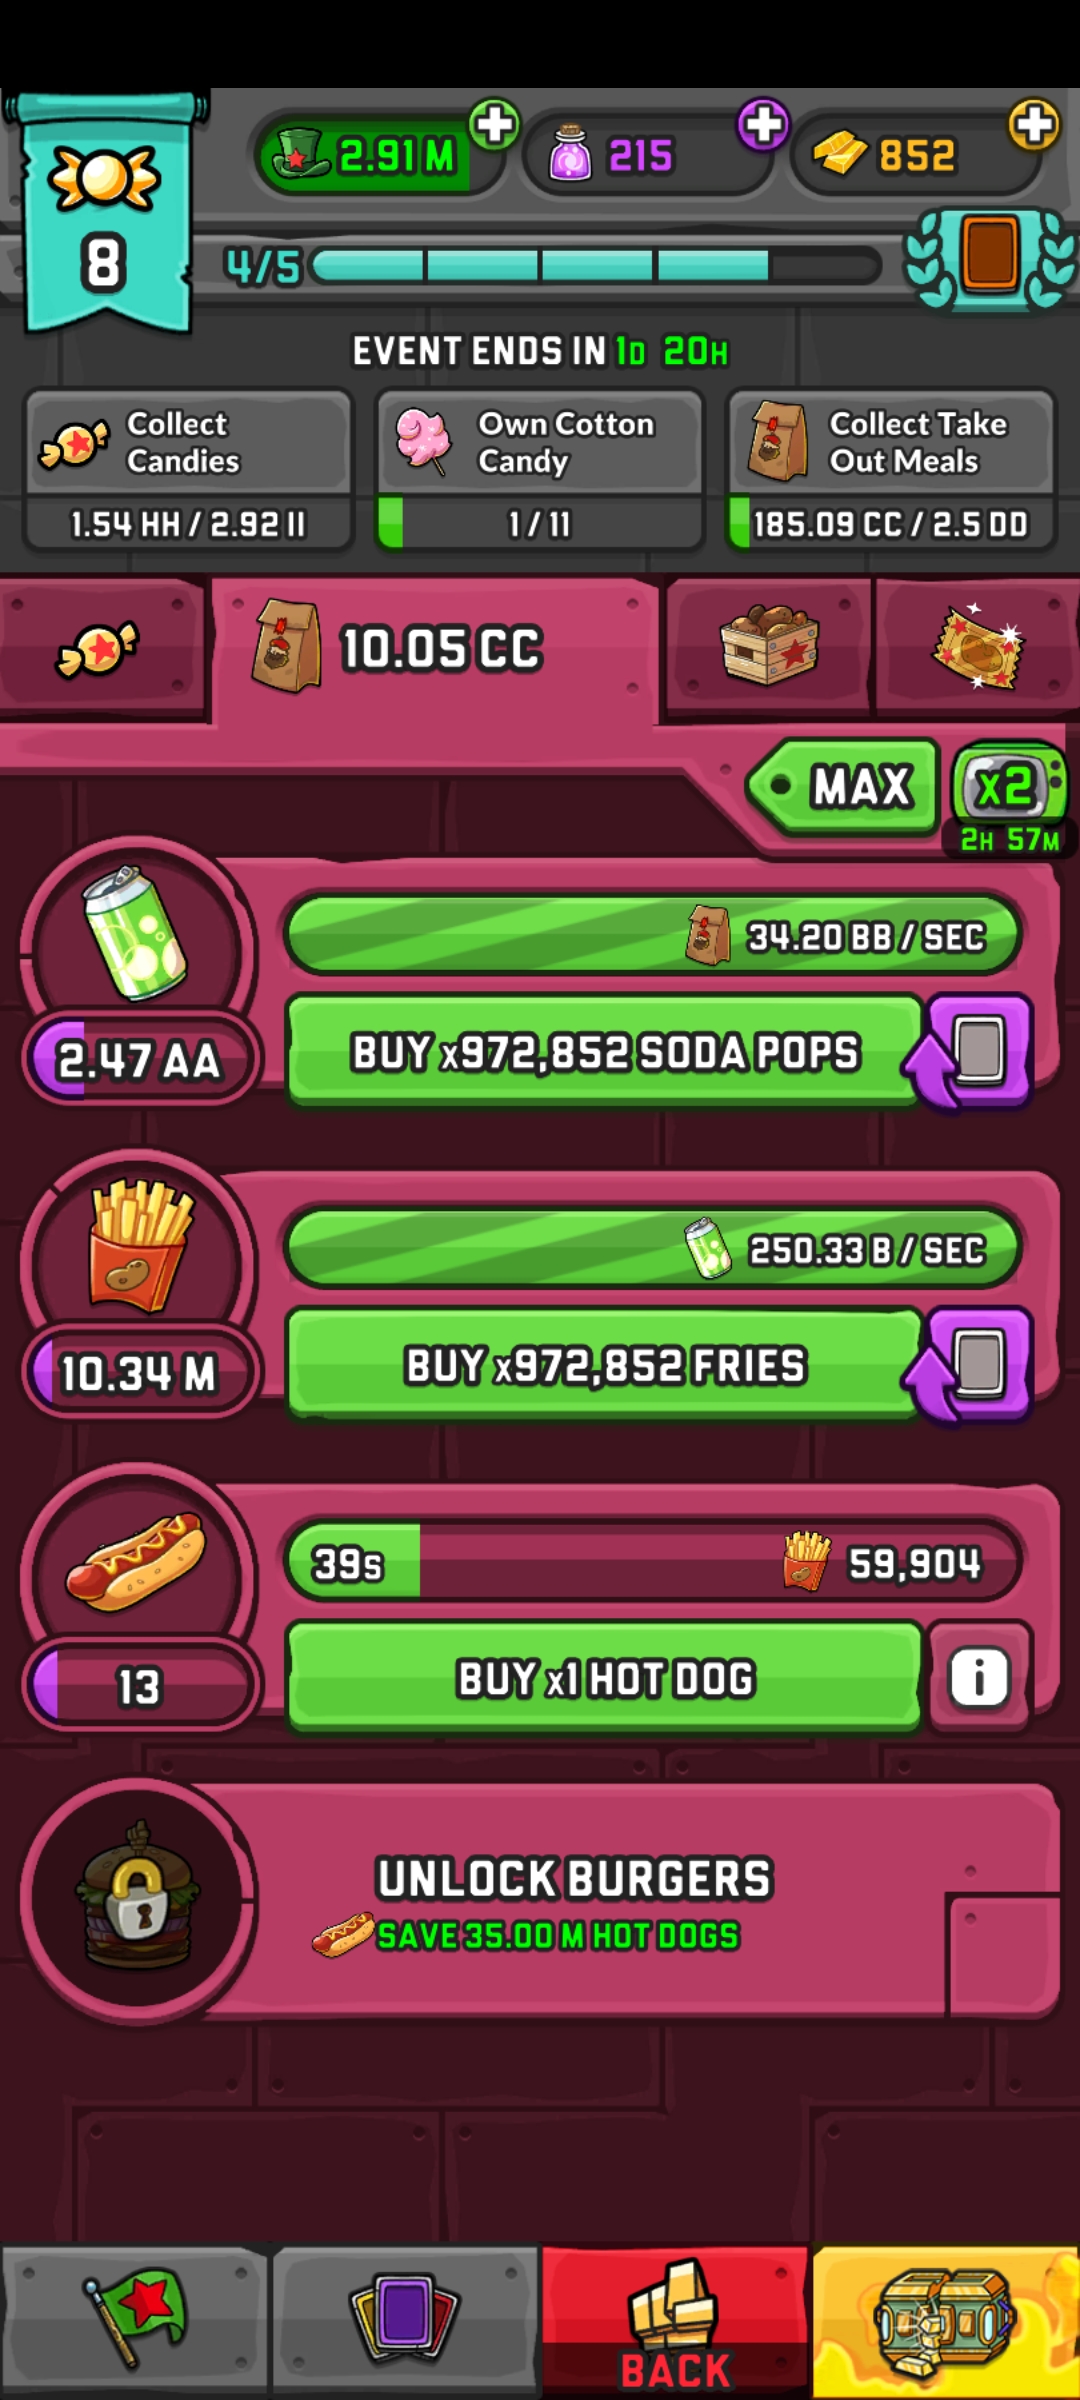 2.91 M
215
852
8
4/5
EVENT ENDS IN 1D 20H
Collect
Candies
1.54 HH / 2.92 II
Own Cotton
Candy
1 / 11
Collect Take
Out Meals
185.09 CC / 2.5 DD
10.05 CC
MAX
x2
2H 57M
34.20 BB / SEC
2.47 AA
BUY x972,852 SODA POPS
250.33 B / SEC
10.34 M
BUY x972,852 FRIES
39s
59,904
13
BUY x1 HOT DOG
i
UNLOCK BURGERS
SAVE 35.00 M HOT DOGS
BACK